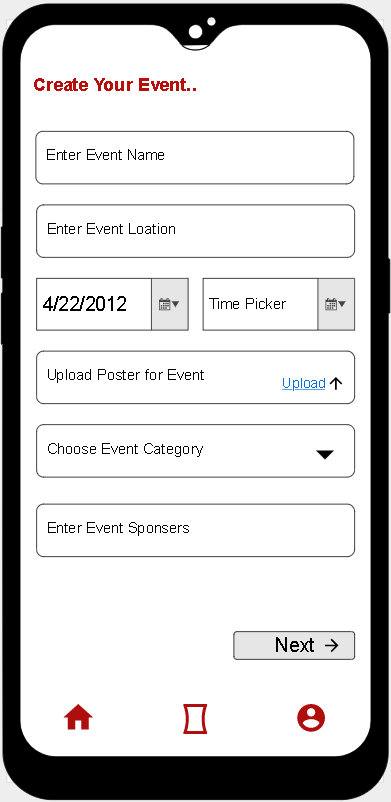 Create Your Event..
Enter Event Name
Enter Event Loation
4/22/2012
Time Picker
Upload Poster for Event
Upload
Choose Event Category
Enter Event Sponsers
Next